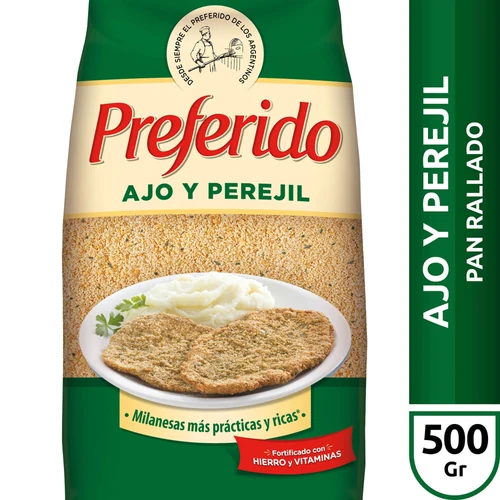 DESDE SIEMPRE EL PREFERIDO DE LOS ARGENTINOS
Preferido
AJO Y PEREJIL
• Milanesas más prácticas y ricas*•
Fortificado con
HIERRO y VITAMINAS
AJO Y PEREJIL
PAN RALLADO
500
Gr